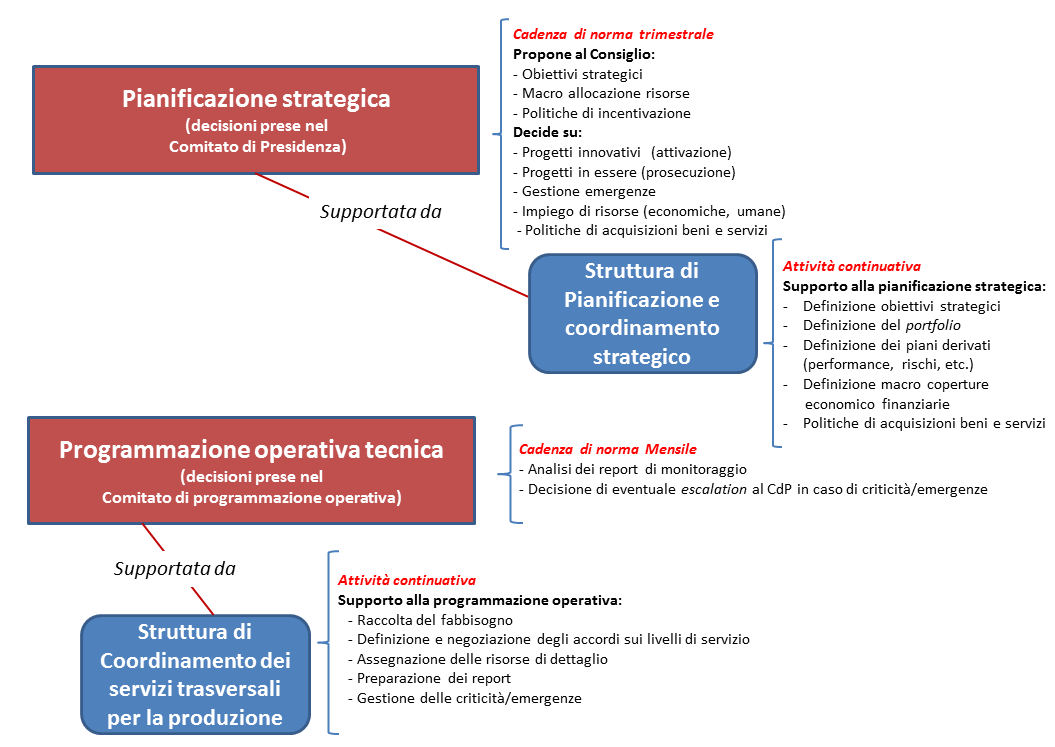 Pianificazione strategica
(decisioni prese nel
Comitato di Presidenza)
Cadenza di norma trimestrale
Propone al Consiglio:
- Obiettivi strategici
- Macro allocazione risorse
- Politiche di incentivazione
Decide su:
- Progetti innovativi (attivazione)
- Progetti in essere (prosecuzione)
- Gestione emergenze
- Impiego di risorse (economiche, umane)
- Politiche di acquisizioni beni e servizi
Supportata da
Struttura di
Pianificazione e
coordinamento
strategico
Attività continuativa
Supporto alla pianificazione strategica:
- Definizione obiettivi strategici
- Definizione del portfolio
- Definizione dei piani derivati
(performance, rischi, etc.)
- Definizione macro coperture
economico finanziarie
- Politiche di acquisizioni beni e servizi
Programmazione operativa tecnica
(decisioni prese nel
Comitato di programmazione operativa)
Cadenza di norma Mensile
- Analisi dei report di monitoraggio
- Decisione di eventuale escalation al CdP in caso di criticità/emergenze
Supportata da
Struttura di
Coordinamento dei
servizi trasversali
per la produzione
Attività continuativa
Supporto alla programmazione operativa:
- Raccolta del fabbisogno
- Definizione e negoziazione degli accordi sui livelli di servizio
- Assegnazione delle risorse di dettaglio
- Preparazione dei report
- Gestione delle criticità/emergenze